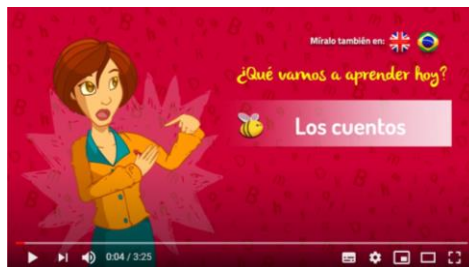 Míralo también en:
¿Qué vamos a aprender hoy?
Los cuentos
0:04 / 3:25